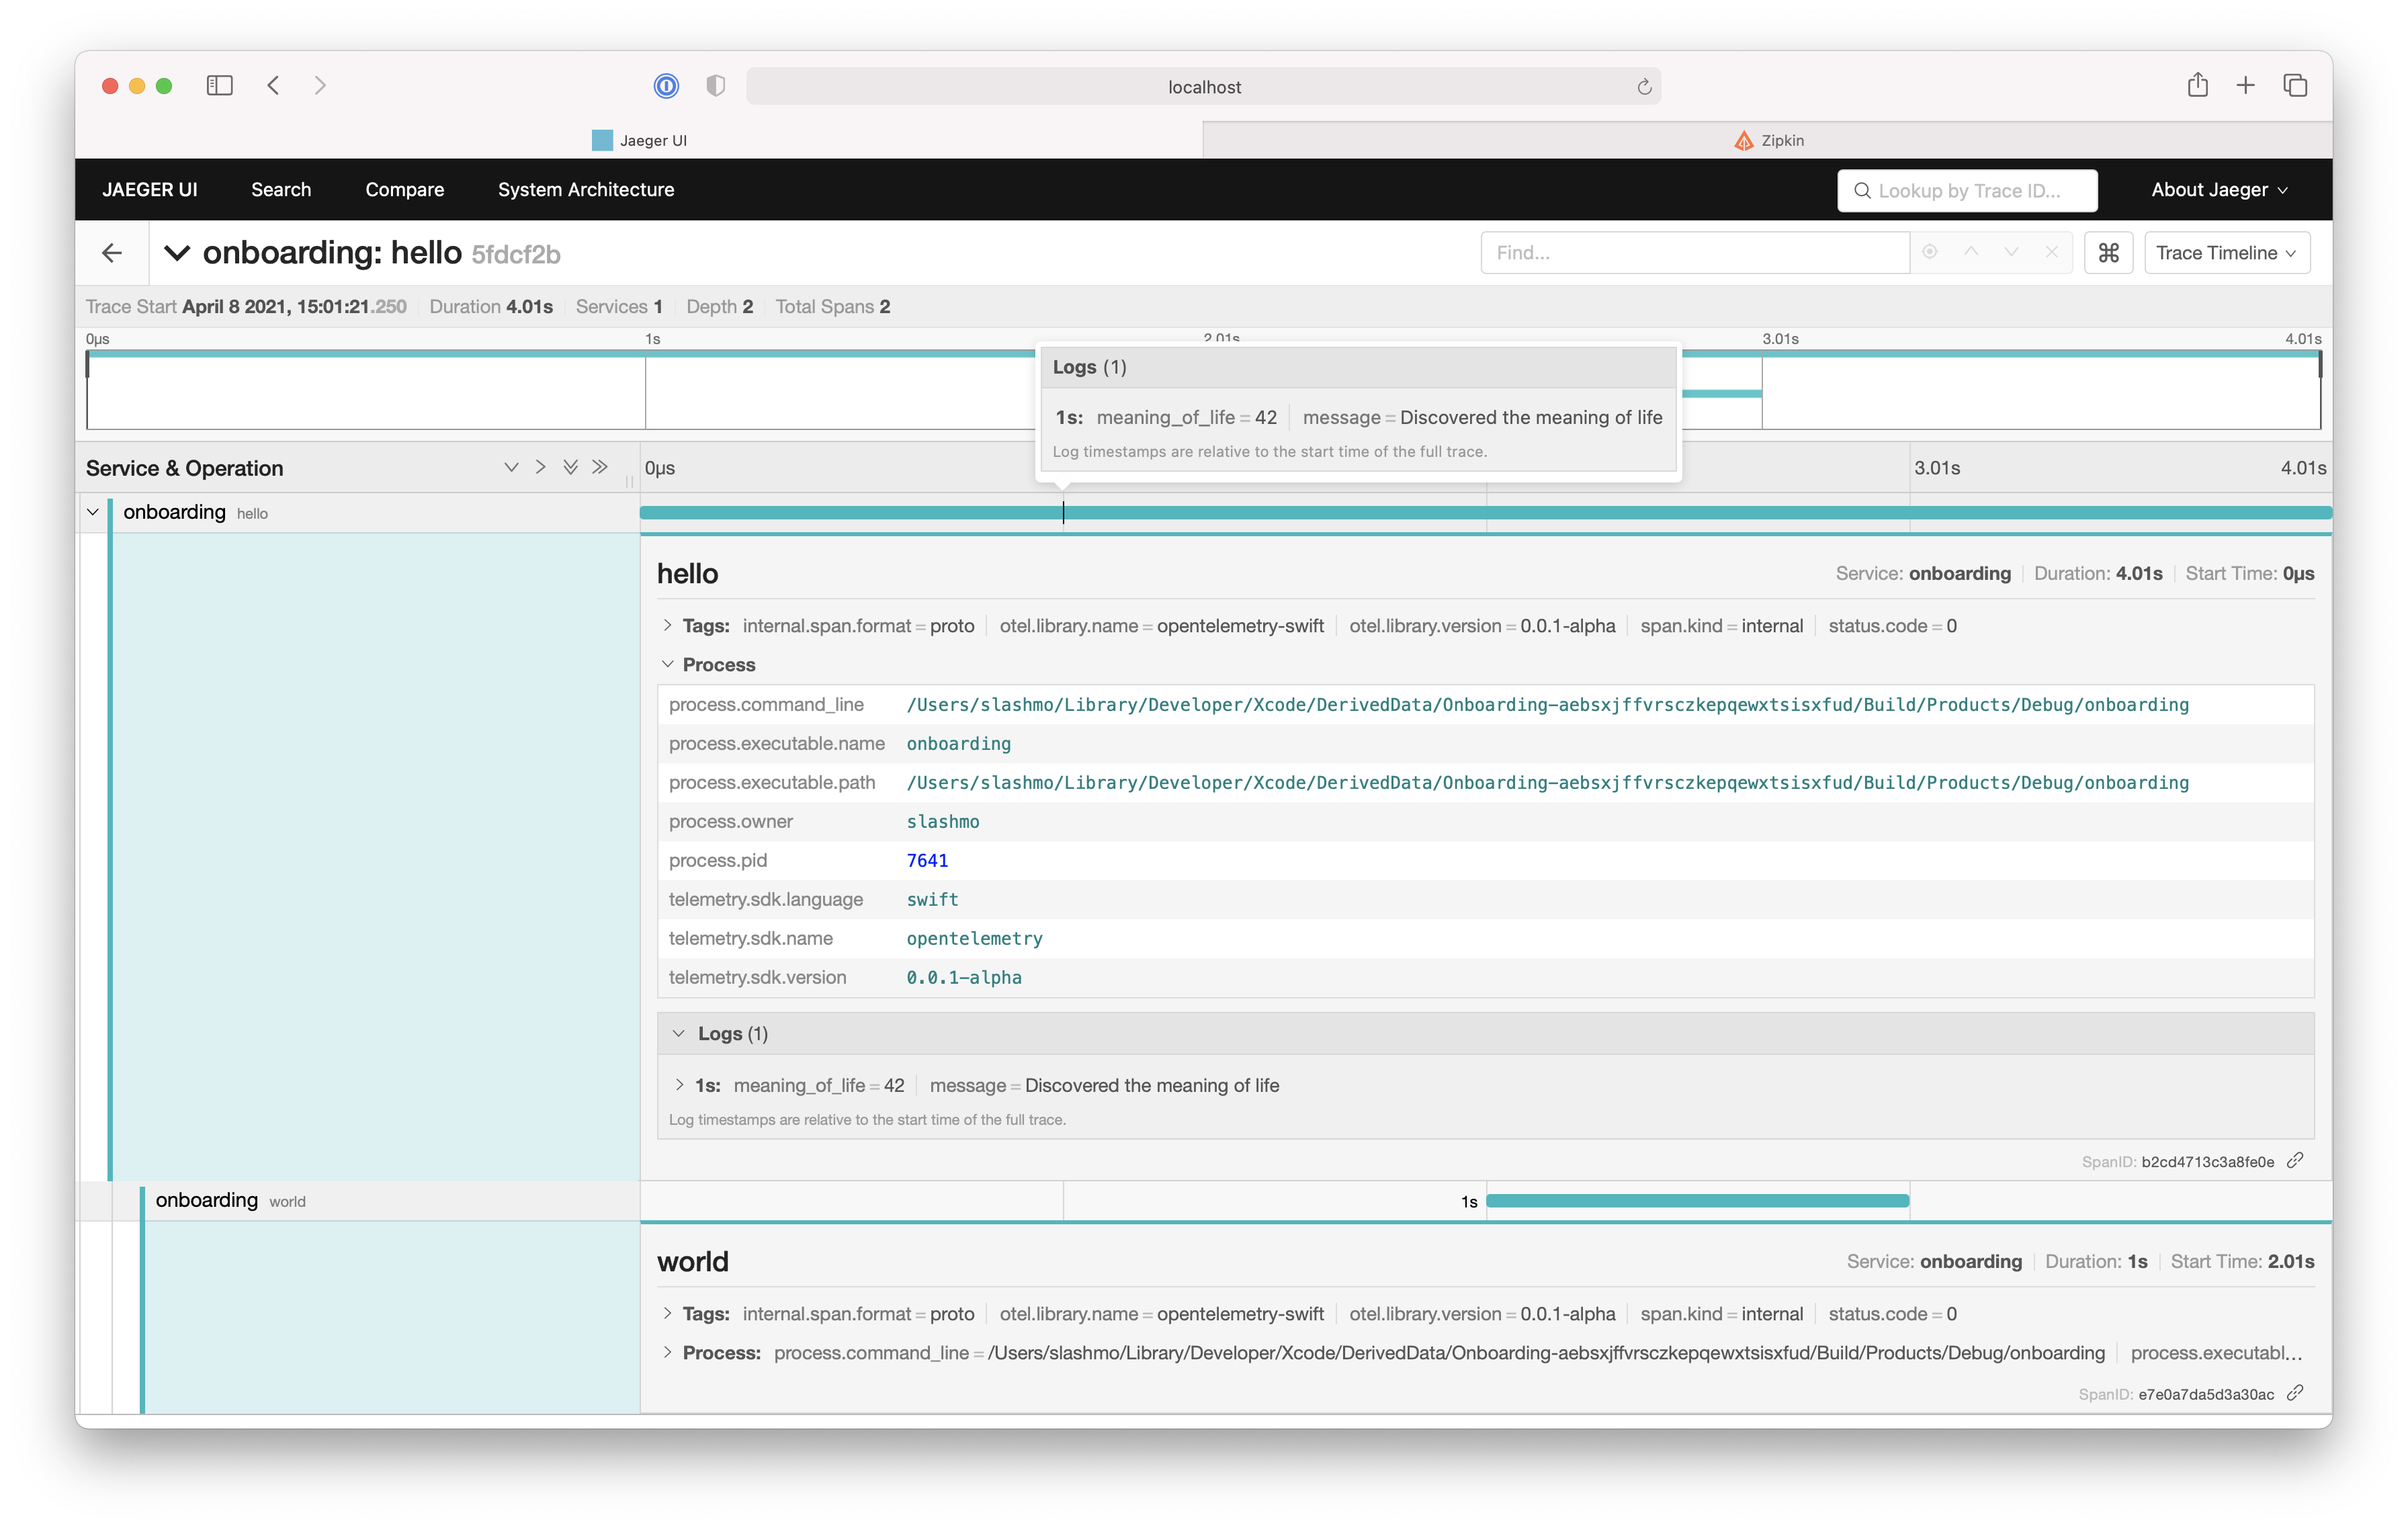 localhost
Jaeger UI
Zipkin
JAEGER UI Search Compare System Architecture Lookup by Trace ID... About Jaeger
onboarding: hello 5fdcf2b Find... Trace Timeline
Trace Start April 8 2021, 15:01:21.250 Duration 4.01s Services 1 Depth 2 Total Spans 2
0μs 1s 2.01s 3.01s 4.01s
Logs (1)
1s: meaning_of_life = 42 message = Discovered the meaning of life
Log timestamps are relative to the start time of the full trace.
Service & Operation 0μs 3.01s 4.01s
onboarding hello
hello Service: onboarding Duration: 4.01s Start Time: 0μs
Tags: internal.span.format = proto otel.library.name = opentelemetry-swift otel.library.version = 0.0.1-alpha span.kind = internal status.code = 0
Process
process.command_line /Users/slashmo/Library/Developer/Xcode/DerivedData/Onboarding-aebsxjffvrsczkepqewxtsisxfud/Build/Products/Debug/onboarding
process.executable.name onboarding
process.executable.path /Users/slashmo/Library/Developer/Xcode/DerivedData/Onboarding-aebsxjffvrsczkepqewxtsisxfud/Build/Products/Debug/onboarding
process.owner slashmo
process.pid 7641
telemetry.sdk.language swift
telemetry.sdk.name opentelemetry
telemetry.sdk.version 0.0.1-alpha
Logs (1)
1s: meaning_of_life = 42 message = Discovered the meaning of life
Log timestamps are relative to the start time of the full trace.
SpanID: b2cd4713c3a8fe0e
onboarding world 1s
world Service: onboarding Duration: 1s Start Time: 2.01s
Tags: internal.span.format = proto otel.library.name = opentelemetry-swift otel.library.version = 0.0.1-alpha span.kind = internal status.code = 0
Process: process.command_line = /Users/slashmo/Library/Developer/Xcode/DerivedData/Onboarding-aebsxjffvrsczkepqewxtsisxfud/Build/Products/Debug/onboarding process.executabl...
SpanID: e7e0a7da5d3a30ac